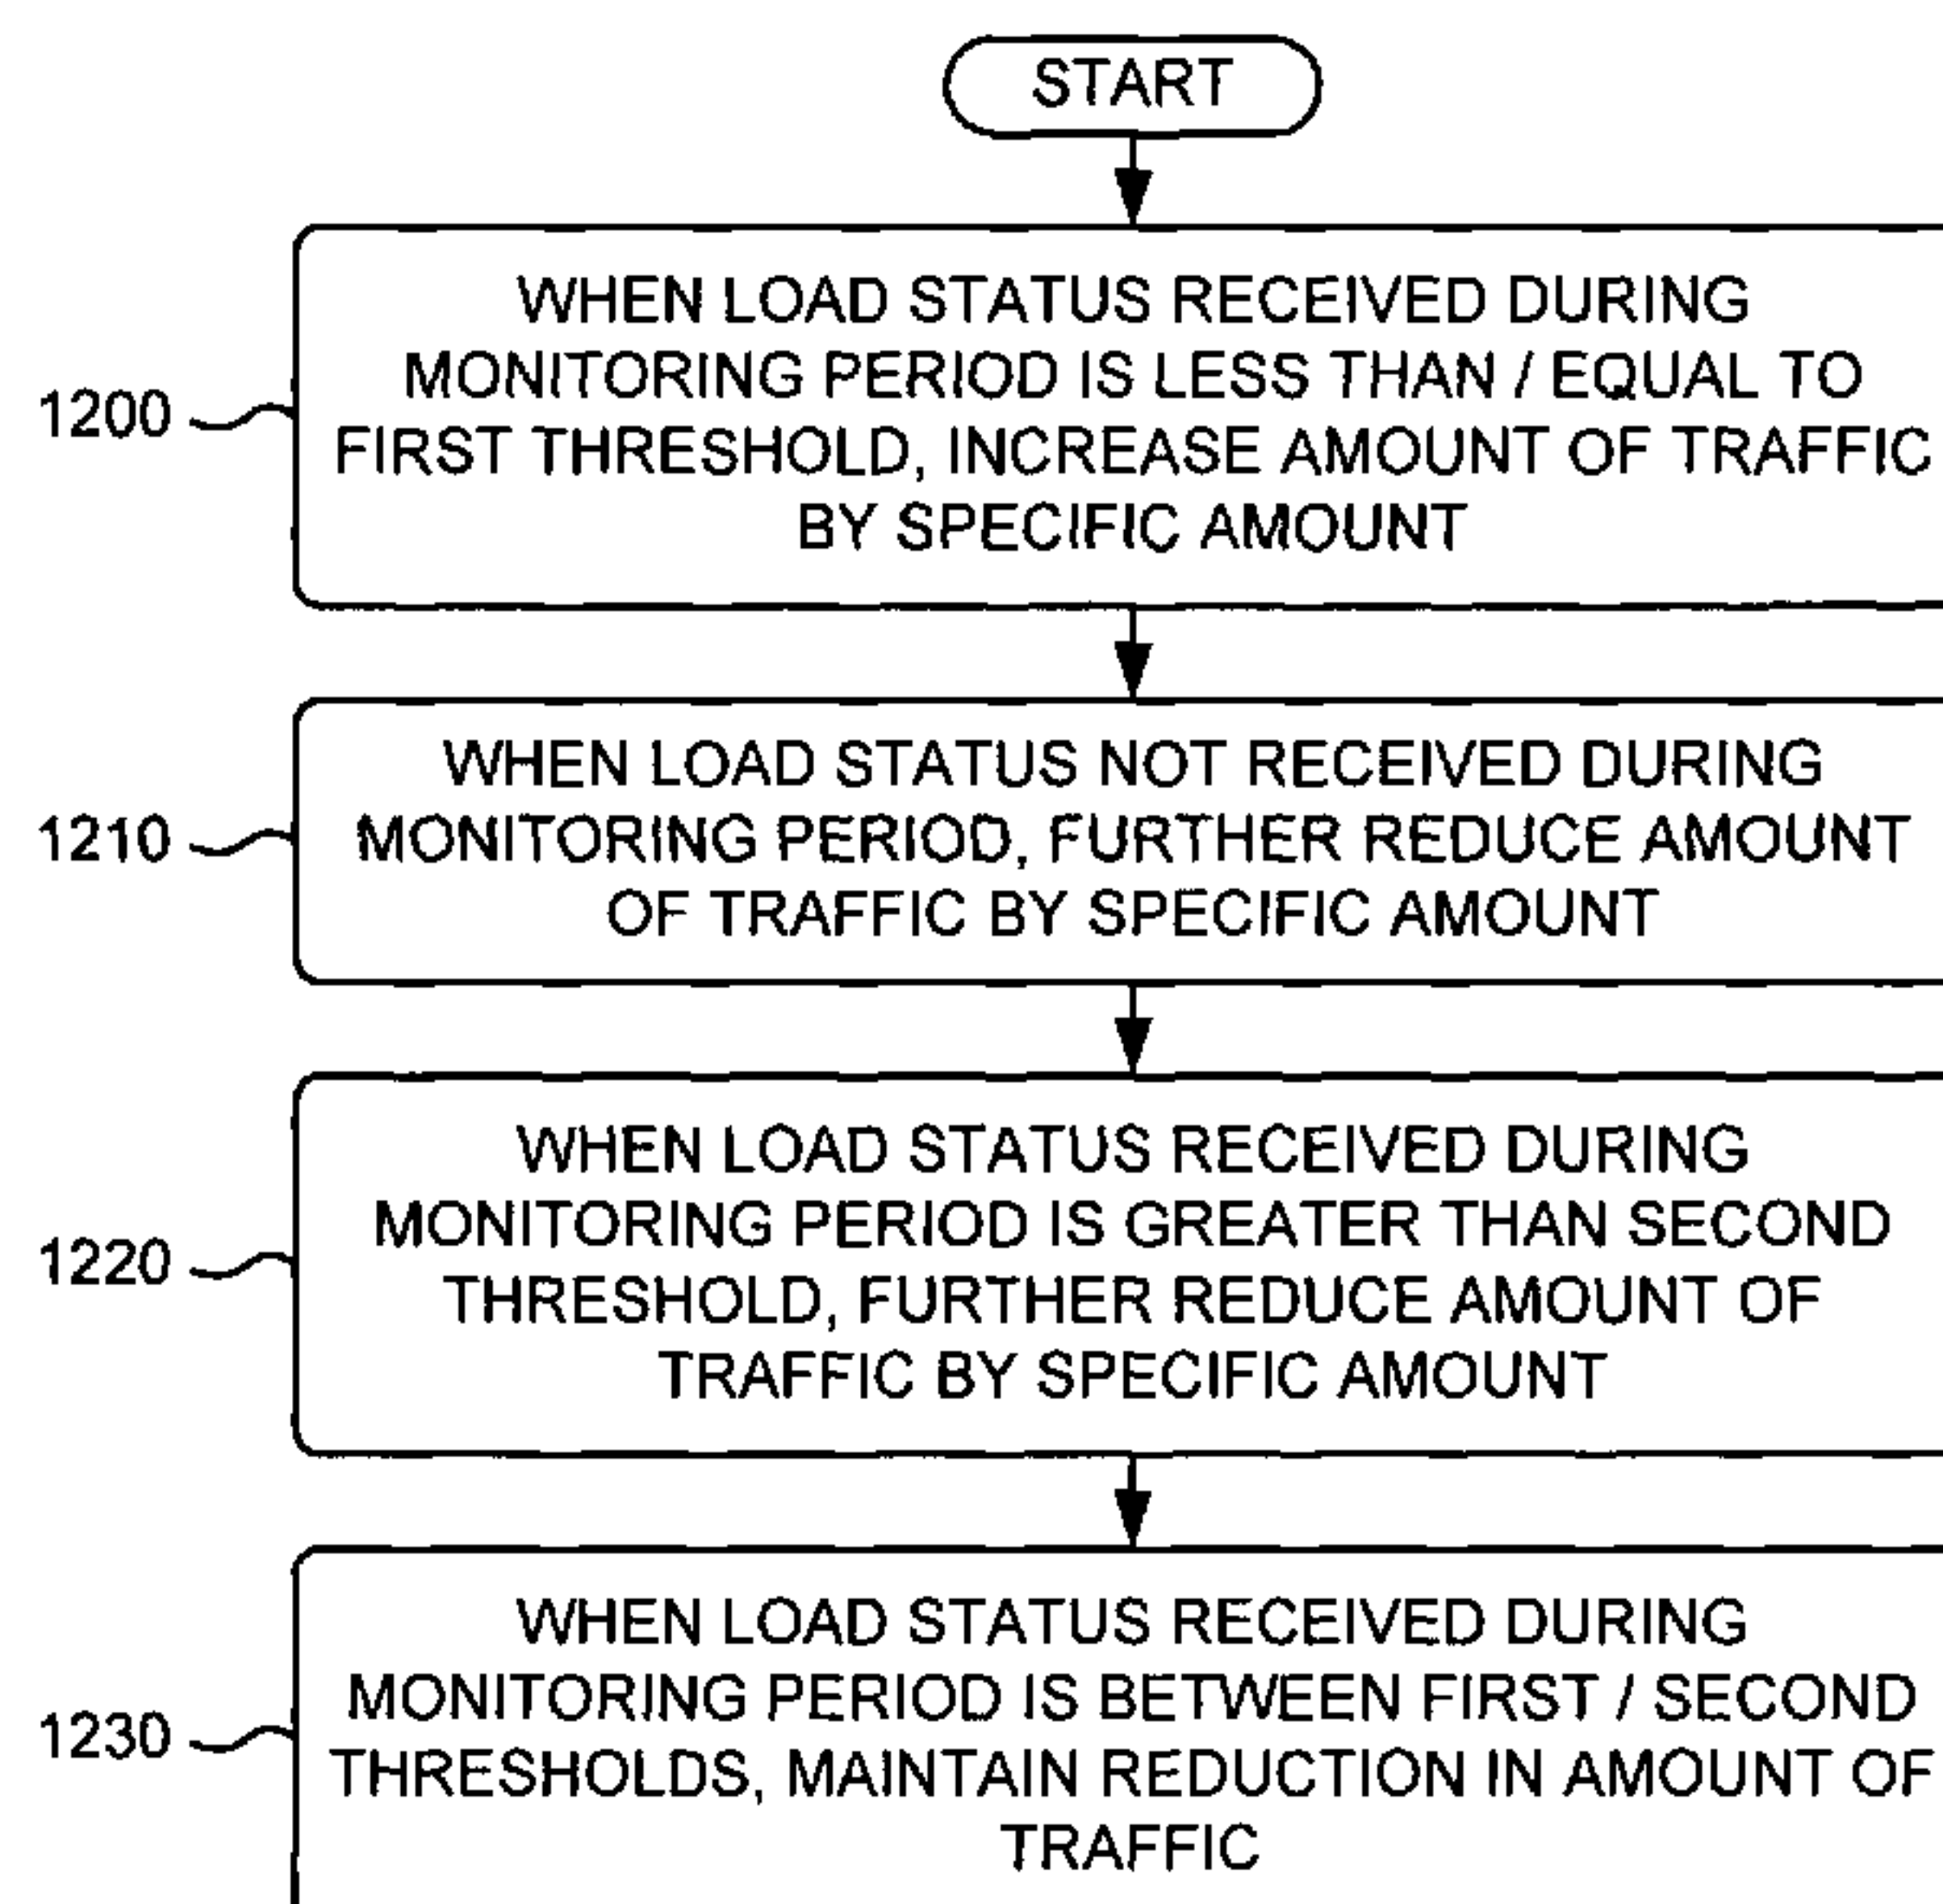 START
WHEN LOAD STATUS RECEIVED DURING
MONITORING PERIOD IS LESS THAN / EQUAL TO
FIRST THRESHOLD, INCREASE AMOUNT OF TRAFFIC
BY SPECIFIC AMOUNT
1200
WHEN LOAD STATUS NOT RECEIVED DURING
MONITORING PERIOD, FURTHER REDUCE AMOUNT
OF TRAFFIC BY SPECIFIC AMOUNT
1210
WHEN LOAD STATUS RECEIVED DURING
MONITORING PERIOD IS GREATER THAN SECOND
THRESHOLD, FURTHER REDUCE AMOUNT OF
TRAFFIC BY SPECIFIC AMOUNT
1220
WHEN LOAD STATUS RECEIVED DURING
MONITORING PERIOD IS BETWEEN FIRST / SECOND
THRESHOLDS, MAINTAIN REDUCTION IN AMOUNT OF
TRAFFIC
1230